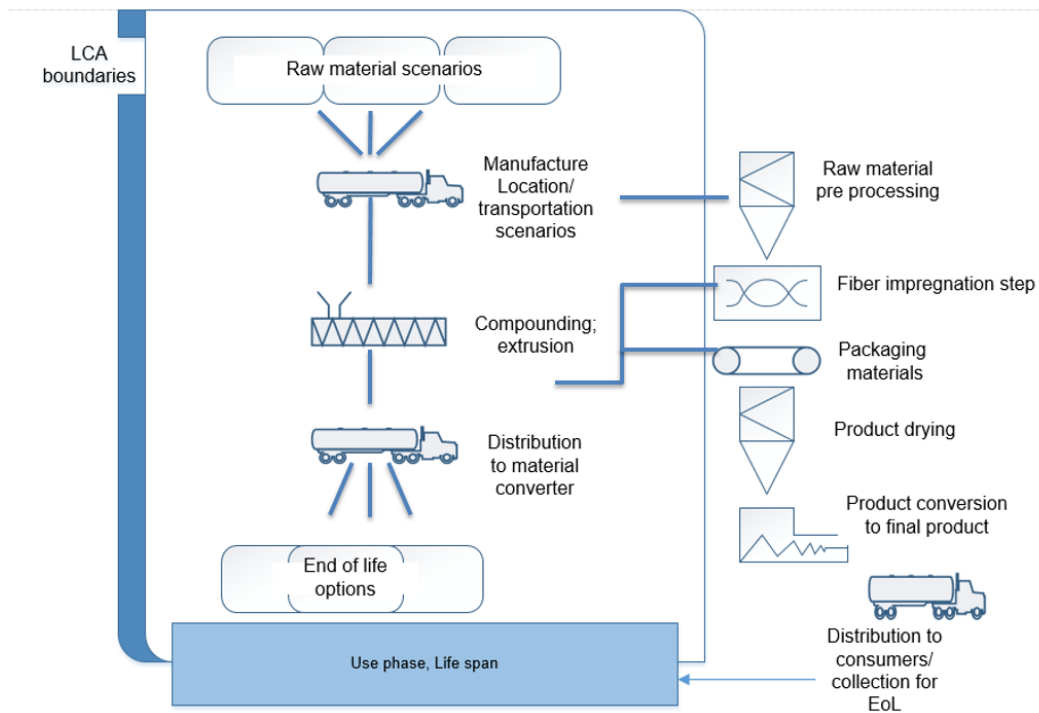 LCA
boundaries
Raw material scenarios
Manufacture
Location/
transportation
scenarios
Raw material
pre processing
Fiber impregnation step
Compounding;
extrusion
Packaging
materials
Product drying
Distribution
to material
converter
Product conversion
to final product
End of life
options
Distribution to
consumers/
collection for
EoL
Use phase, Life span